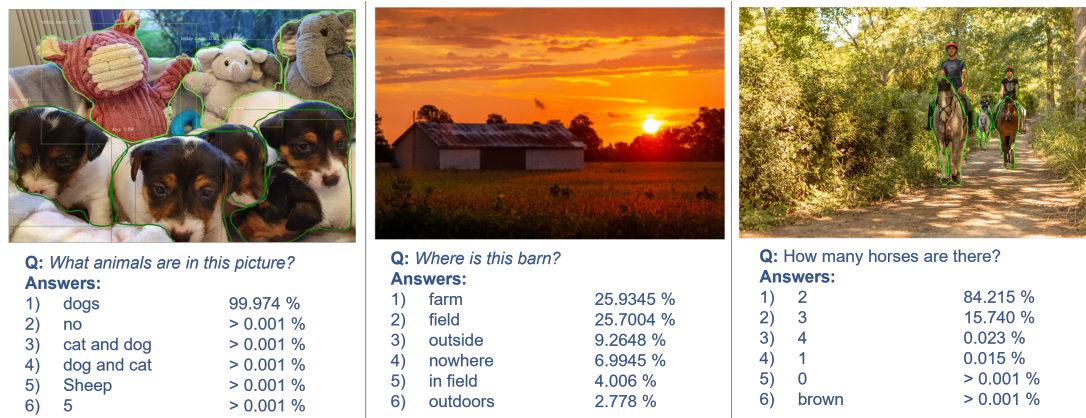 Q: What animals are in this picture?
Answers:
1) dogs 99.974 %
2) no > 0.001 %
3) cat and dog > 0.001 %
4) dog and cat > 0.001 %
5) Sheep > 0.001 %
6) 5 > 0.001 %
Q: Where is this barn?
Answers:
1) farm 25.9345 %
2) field 25.7004 %
3) outside 9.2648 %
4) nowhere 6.9945 %
5) in field 4.006 %
6) outdoors 2.778 %
Q: How many horses are there?
Answers:
1) 2 84.215 %
2) 3 15.740 %
3) 4 0.023 %
4) 1 0.015 %
5) 0 > 0.001 %
6) brown > 0.001 %